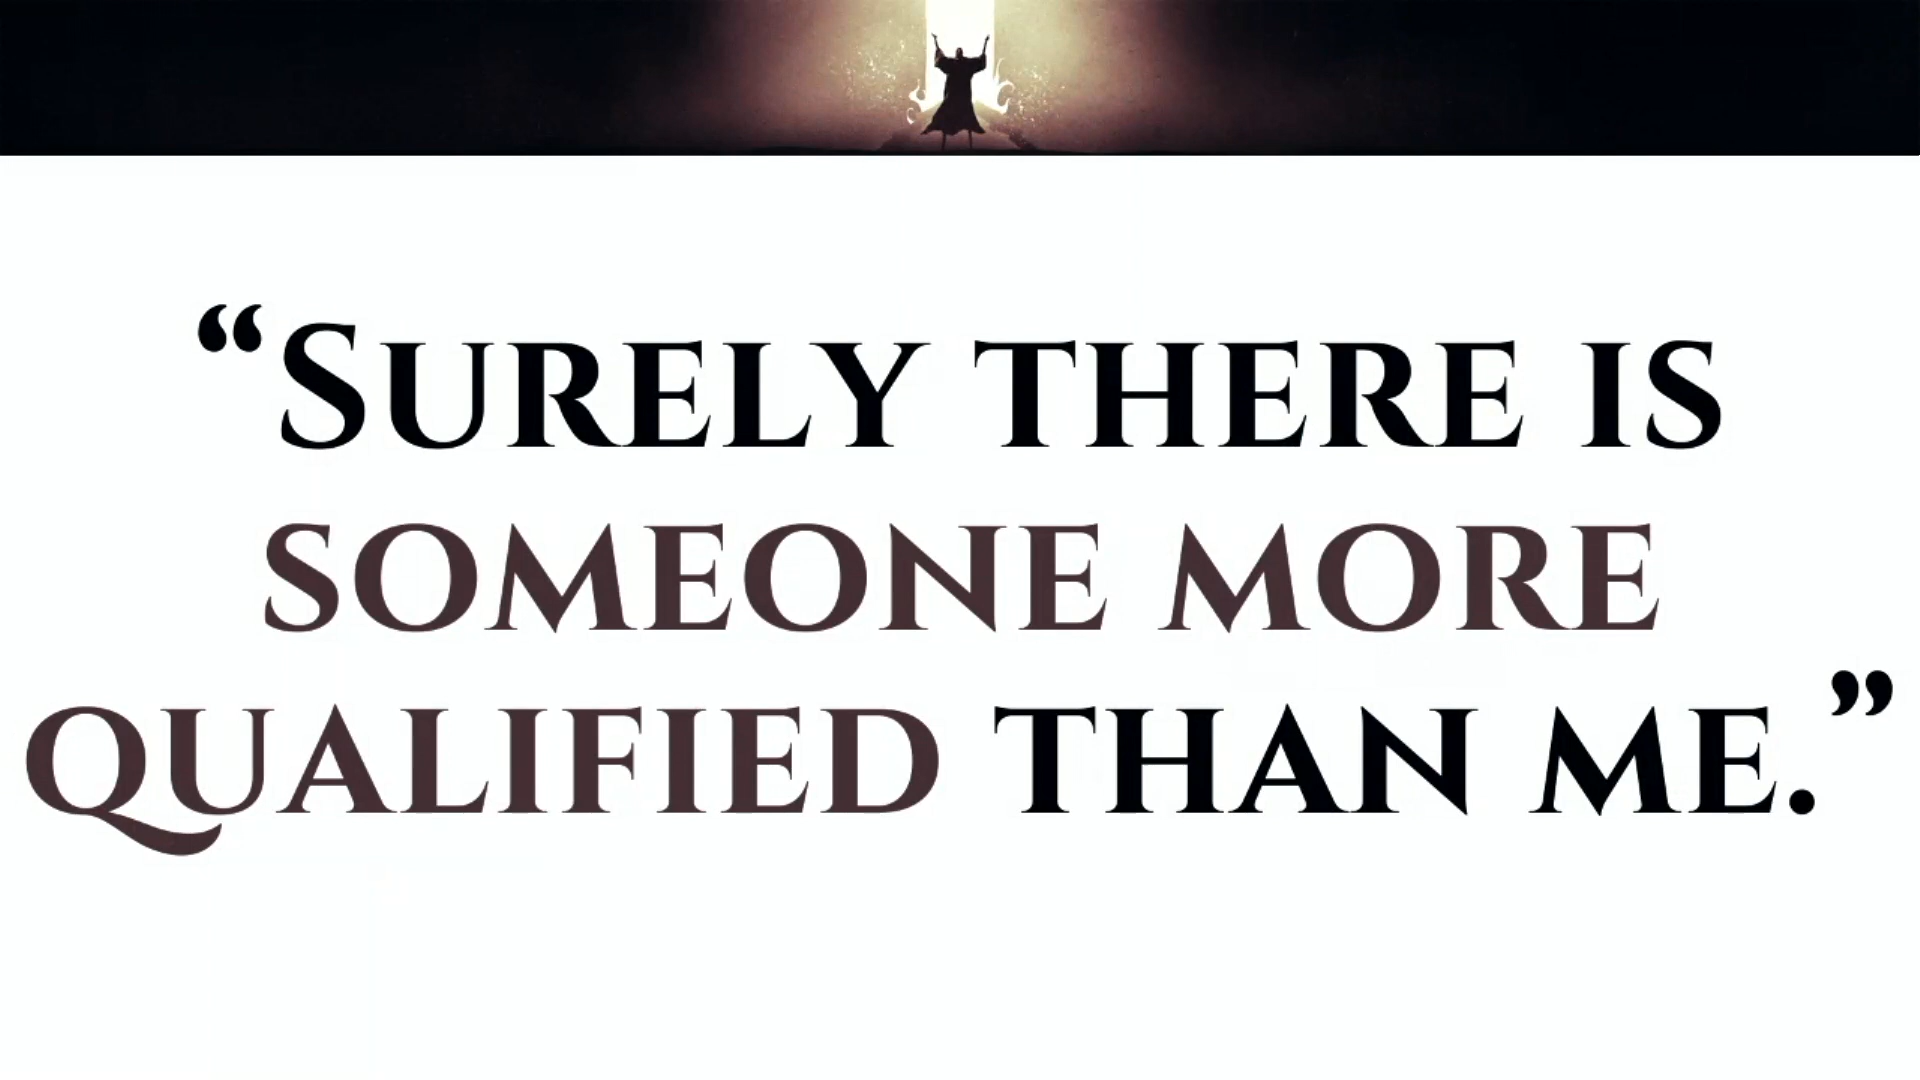 “Surely there is
someone more
qualified than me.”